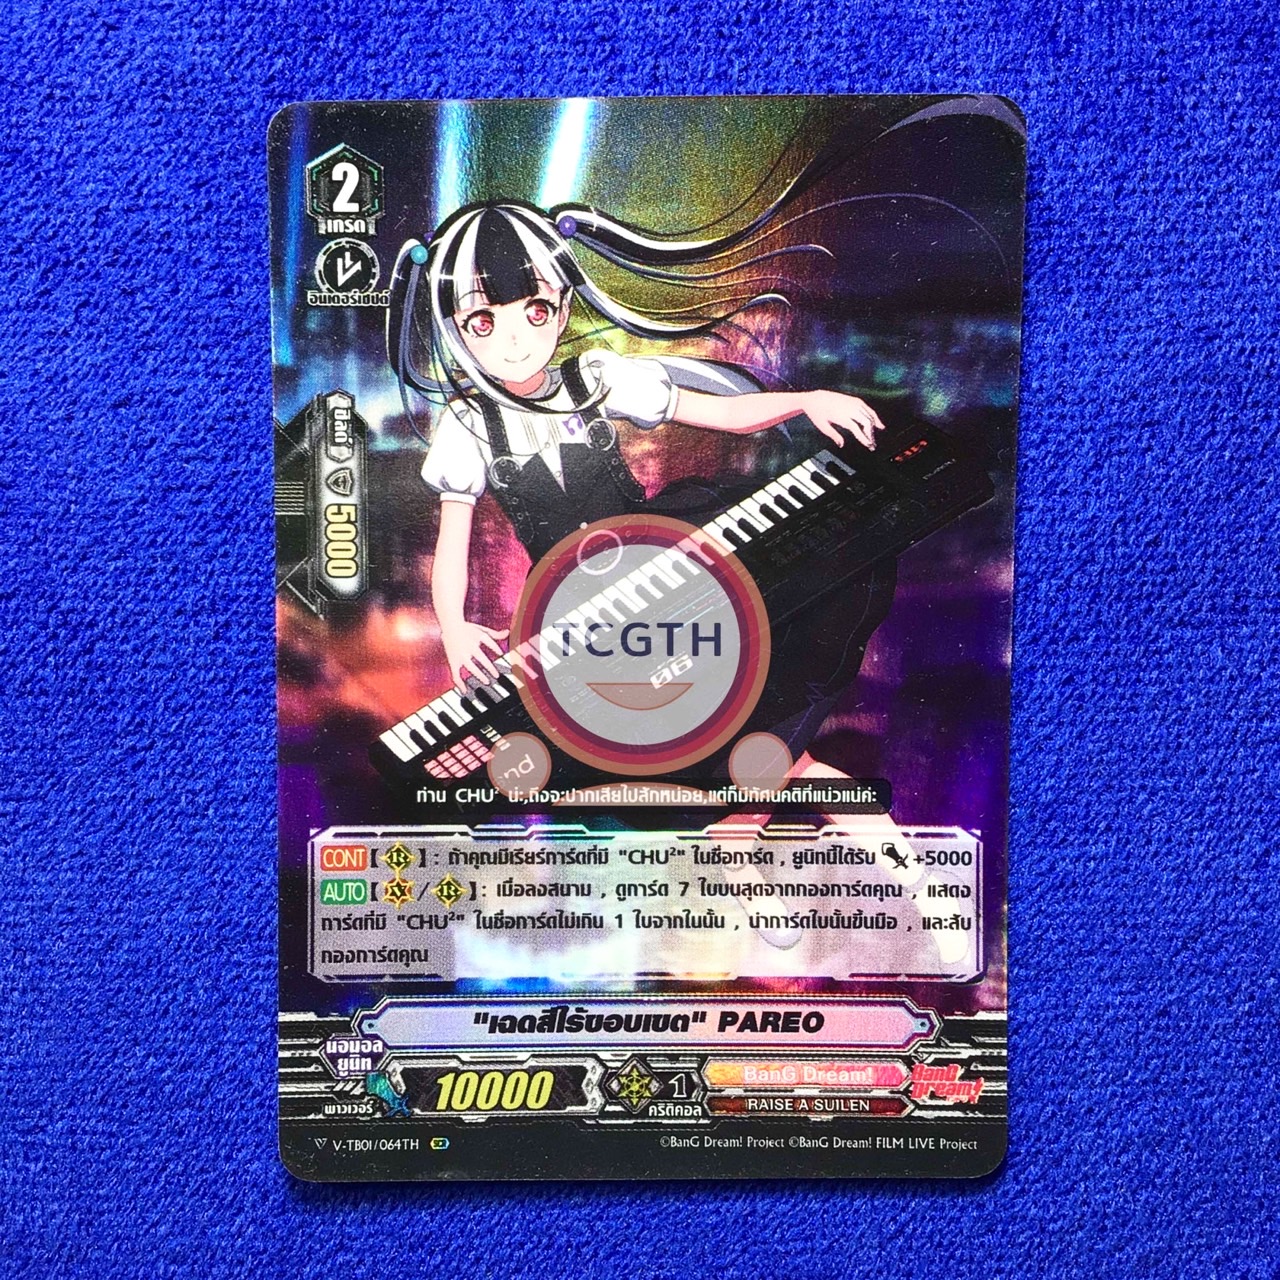 2
เกรด
อินเตอร์เซปต์
ชีลด์
5000
TCGTH
06
ท่าน CHU² น่ะ,ถึงจะปากเสียไปสักหน่อย,แต่ก็มีทัศนคติที่แน่วแน่ค่ะ
CONT【R】: ถ้าคุณมีเรียร์การ์ดที่มี "CHU²" ในชื่อการ์ด , ยูนิทนี้ได้รับ +5000
AUTO【V/R】: เมื่อลงสนาม , ดูการ์ด 7 ใบบนสุดจากกองการ์ดคุณ , แสดง
การ์ดที่มี "CHU²" ในชื่อการ์ดไม่เกิน 1 ใบจากในนั้น , นำการ์ดใบนั้นขึ้นมือ , และสับ
กองการ์ดคุณ
"เฉดสีไร้ขอบเขต" PAREO
นอมอล
ยูนิท
พาวเวอร์
10000
1
คริติคอล
BanG Dream!
RAISE A SUILEN
BanG
Dream!
V-TB01/064TH
©BanG Dream! Project ©BanG Dream! FILM LIVE Project